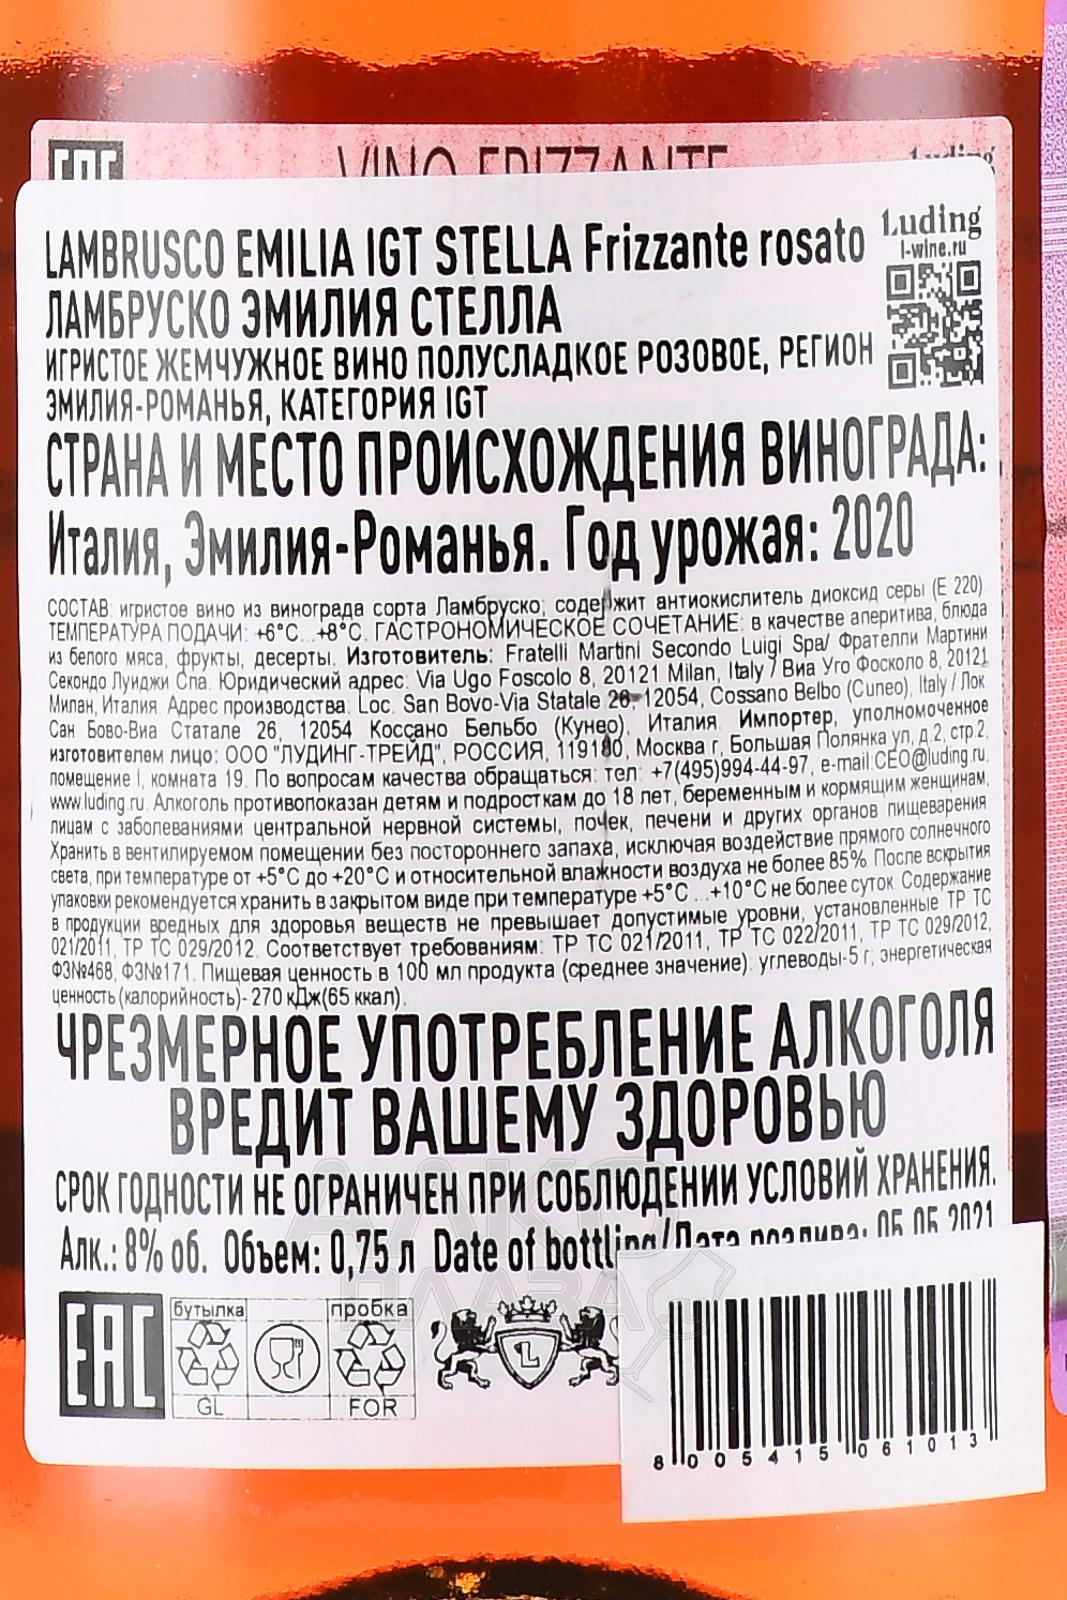 VINO FRIZZANTE
Luding
LAMBRUSCO EMILIA IGT STELLA Frizzante rosato
Luding
l-wine.ru
ЛАМБРУСКО ЭМИЛИЯ СТЕЛЛА
ИГРИСТОЕ ЖЕМЧУЖНОЕ ВИНО ПОЛУСЛАДКОЕ РОЗОВОЕ, РЕГИОН
ЭМИЛИЯ-РОМАНЬЯ, КАТЕГОРИЯ IGT
СТРАНА И МЕСТО ПРОИСХОЖДЕНИЯ ВИНОГРАДА:
Италия, Эмилия-Романья. Год урожая: 2020
СОСТАВ: игристое вино из винограда сорта Ламбруско; содержит антиокислитель диоксид серы (Е 220).
ТЕМПЕРАТУРА ПОДАЧИ: +6°С...+8°С. ГАСТРОНОМИЧЕСКОЕ СОЧЕТАНИЕ: в качестве аперитива, блюда
из белого мяса, фрукты, десерты. Изготовитель: Fratelli Martini Secondo Luigi Spa/ Фрателли Мартини
Секондо Луиджи Спа. Юридический адрес: Via Ugo Foscolo 8, 20121 Milan, Italy / Виа Уго Фосколо 8, 20121
Милан, Италия. Адрес производства: Loc. San Bovo-Via Statale 26-12054, Cossano Belbo (Cuneo), Italy / Лок.
Сан Бово-Виа Статале 26, 12054 Коссано Бельбо (Кунео), Италия. Импортер, уполномоченное
изготовителем лицо: ООО "ЛУДИНГ-ТРЕЙД", РОССИЯ, 119180, Москва г, Большая Полянка ул, д.2, стр.2,
помещение I, комната 19. По вопросам качества обращаться: тел: +7(495)994-44-97, e-mail:CEO@luding.ru,
www.luding.ru. Алкоголь противопоказан детям и подросткам до 18 лет, беременным и кормящим женщинам,
лицам с заболеваниями центральной нервной системы, почек, печени и других органов пищеварения.
Хранить в вентилируемом помещении без постороннего запаха, исключая воздействие прямого солнечного
света, при температуре от +5°С до +20°С и относительной влажности воздуха не более 85%. После вскрытия
упаковки рекомендуется хранить в закрытом виде при температуре +5°С ...+10°С не более суток. Содержание
в продукции вредных для здоровья веществ не превышает допустимые уровни, установленные ТР ТС
021/2011, ТР ТС 029/2012. Соответствует требованиям: ТР ТС 021/2011, ТР ТС 022/2011, ТР ТС 029/2012,
ФЗ№468, ФЗ№171. Пищевая ценность в 100 мл продукта (среднее значение): углеводы-5 г; энергетическая
ценность (калорийность)- 270 кДж(65 ккал).
ЧРЕЗМЕРНОЕ УПОТРЕБЛЕНИЕ АЛКОГОЛЯ
ВРЕДИТ ВАШЕМУ ЗДОРОВЬЮ
СРОК ГОДНОСТИ НЕ ОГРАНИЧЕН ПРИ СОБЛЮДЕНИИ УСЛОВИЙ ХРАНЕНИЯ.
Алк.: 8% об. Объем: 0,75 л Date of bottling/Дата розлива: 05.05.2021
EAC
бутылка
GL
пробка
FOR
L
8 005415 061013